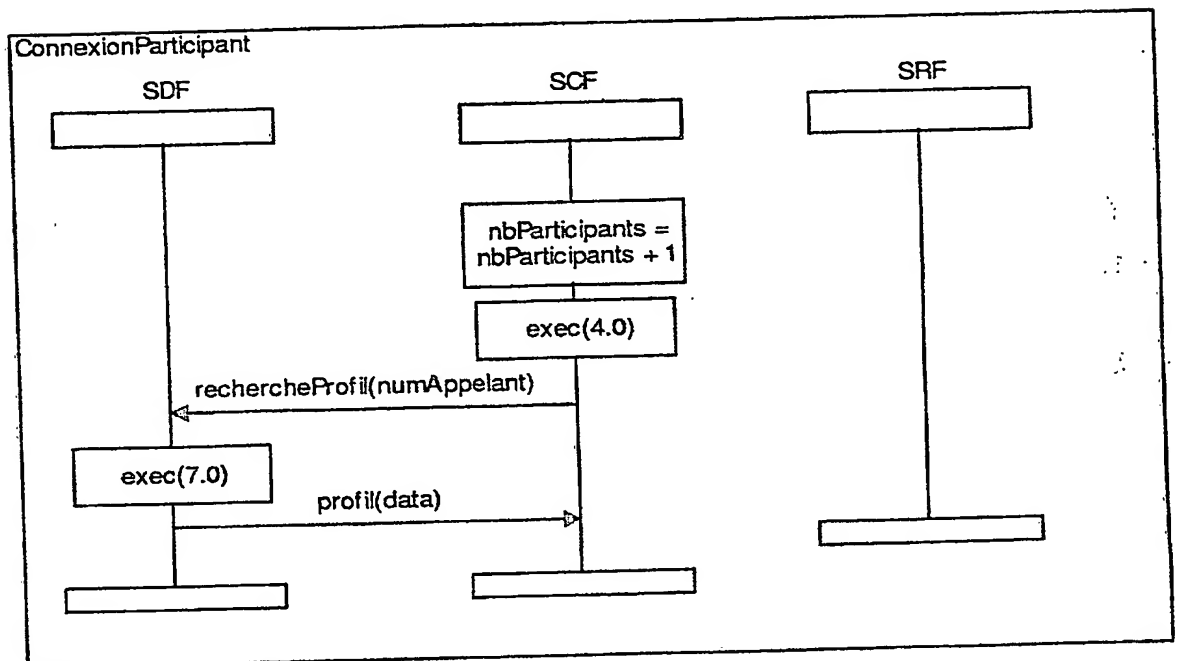 ConnexionParticipant
SDF
SCF
SRF
nbParticipants =
nbParticipants + 1
exec(4.0)
rechercheProfil(numAppelant)
exec(7.0)
profil(data)